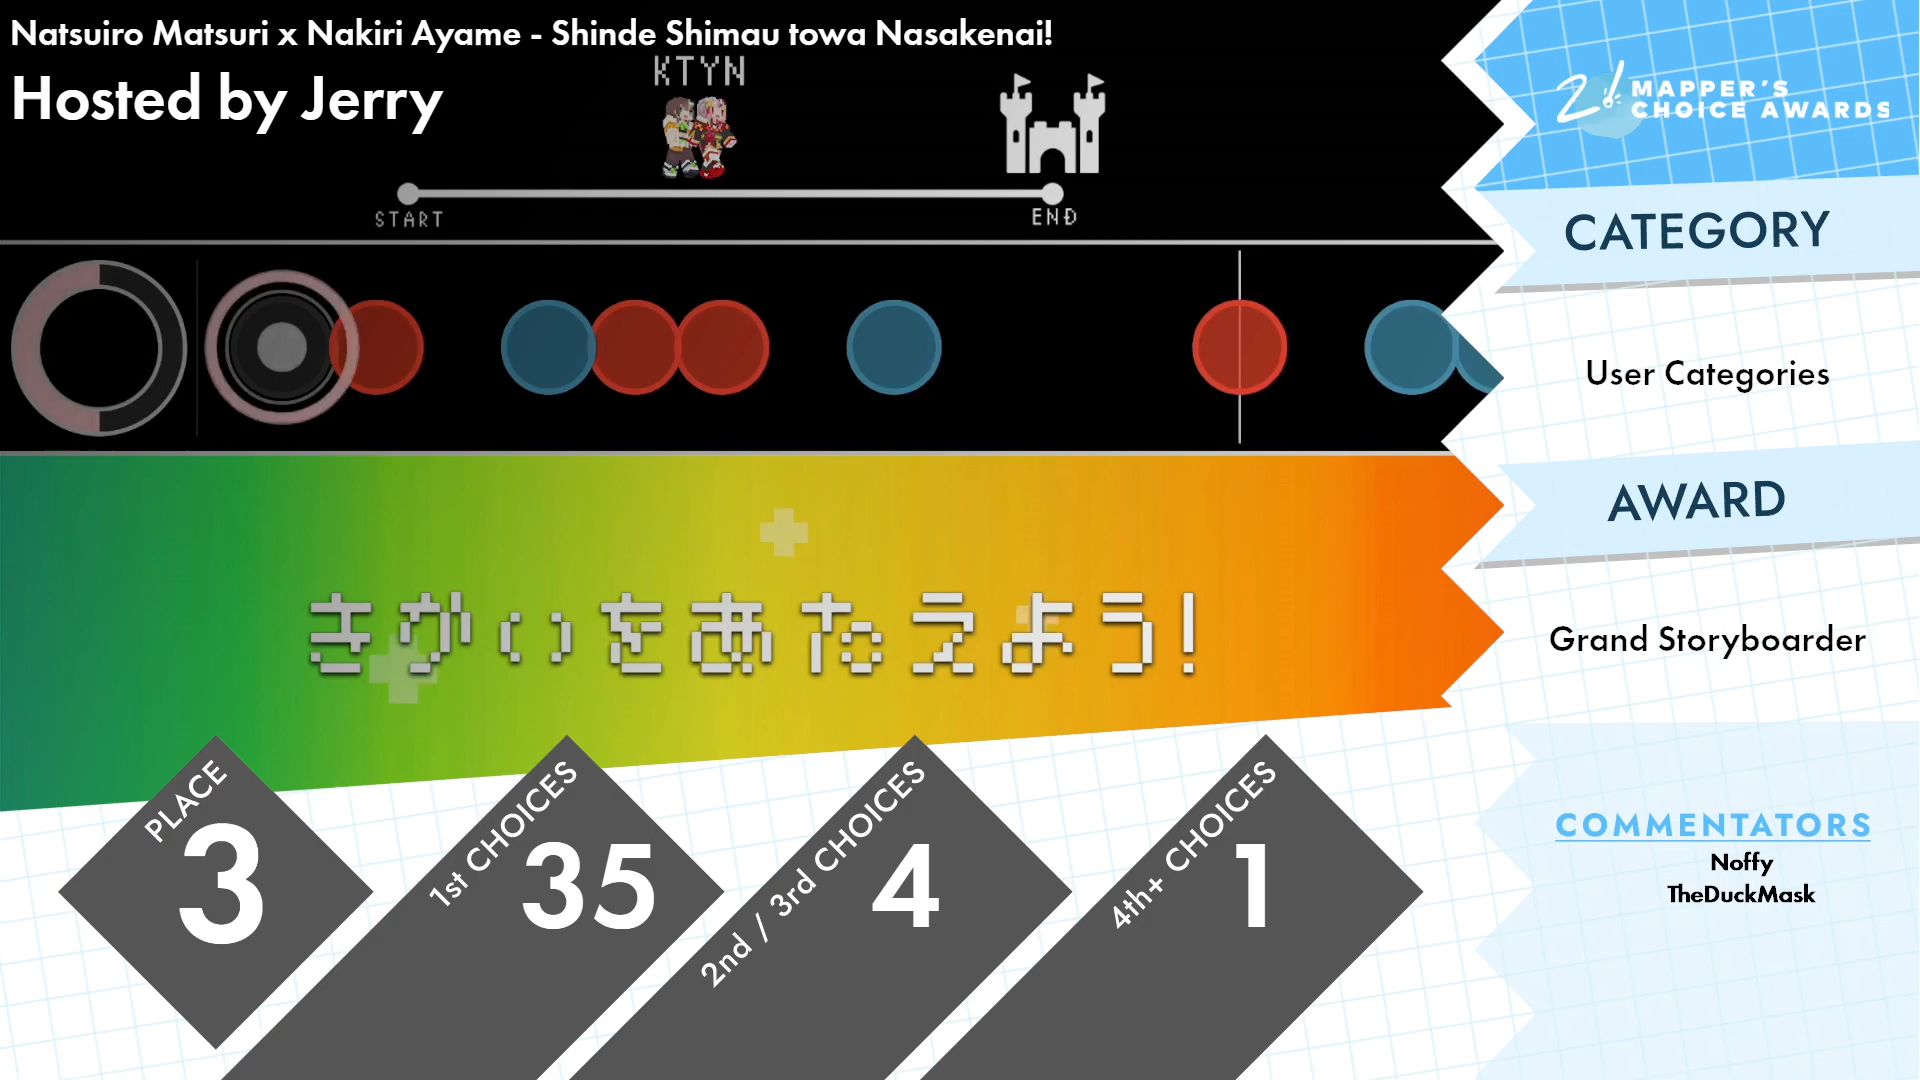 Natsuiro Matsuri x Nakiri Ayame - Shinde Shimau towa Nasakenai!
Hosted by Jerry
KTYN
START
END
きかいをあたえよう!
21
MAPPER'S
CHOICE AWARDS
CATEGORY
User Categories
AWARD
Grand Storyboarder
COMMENTATORS
Noffy
TheDuckMask
PLACE
3
1st CHOICES
35
2nd / 3rd CHOICES
4
4th+ CHOICES
1